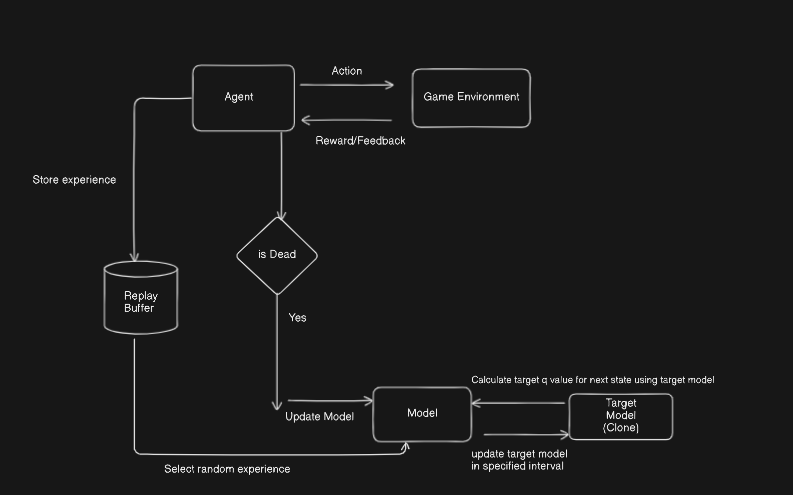 Action
Agent
Game Environment
Reward/Feedback
Store experience
is Dead
Replay
Buffer
Yes
Calculate target q value for next state using target model
Update Model
Model
Target
Model
(Clone)
update target model
in specified interval
Select random experience